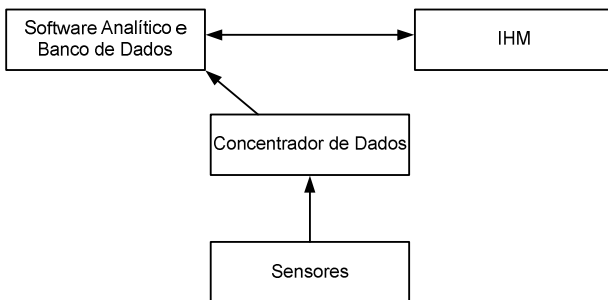 Software Analítico e
Banco de Dados
IHM
Concentrador de Dados
Sensores